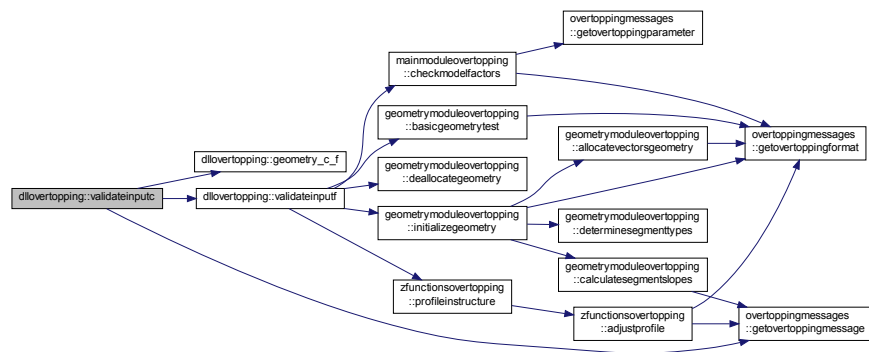 dllovertopping::validateinputc
dllovertopping::geometry_c_f
dllovertopping::validateinputf
mainmoduleovertopping
::checkmodelfactors
geometrymoduleovertopping
::basicgeometrytest
geometrymoduleovertopping
::deallocategeometry
geometrymoduleovertopping
::initializegeometry
zfunctionsovertopping
::profileinstructure
overtoppingmessages
::getovertoppingparameter
geometrymoduleovertopping
::allocatevectorsgeometry
geometrymoduleovertopping
::determinesegmenttypes
geometrymoduleovertopping
::calculatesegmentslopes
zfunctionsovertopping
::adjustprofile
overtoppingmessages
::getovertoppingformat
overtoppingmessages
::getovertoppingmessage